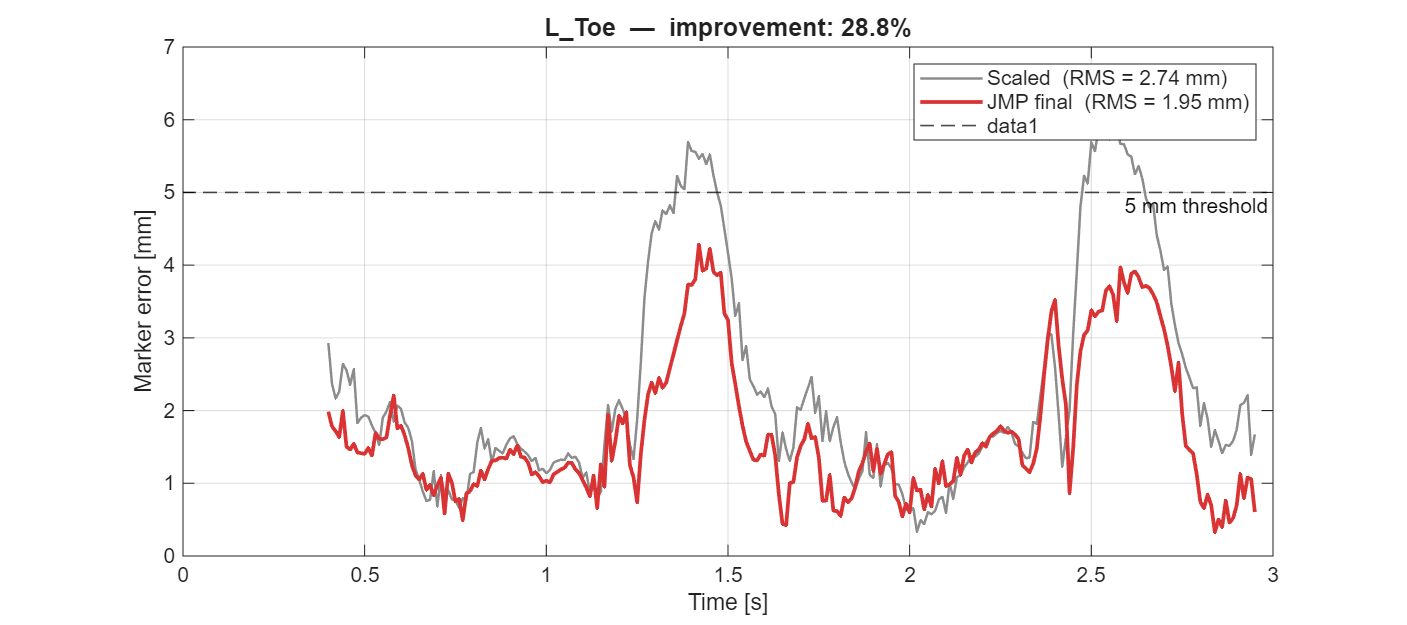 L_Toe — improvement: 28.8%
7
6
5
4
3
2
1
0
Marker error [mm]
Scaled (RMS = 2.74 mm)
JMP final (RMS = 1.95 mm)
data1
5 mm threshold
0 0.5 1 1.5 2 2.5 3
Time [s]